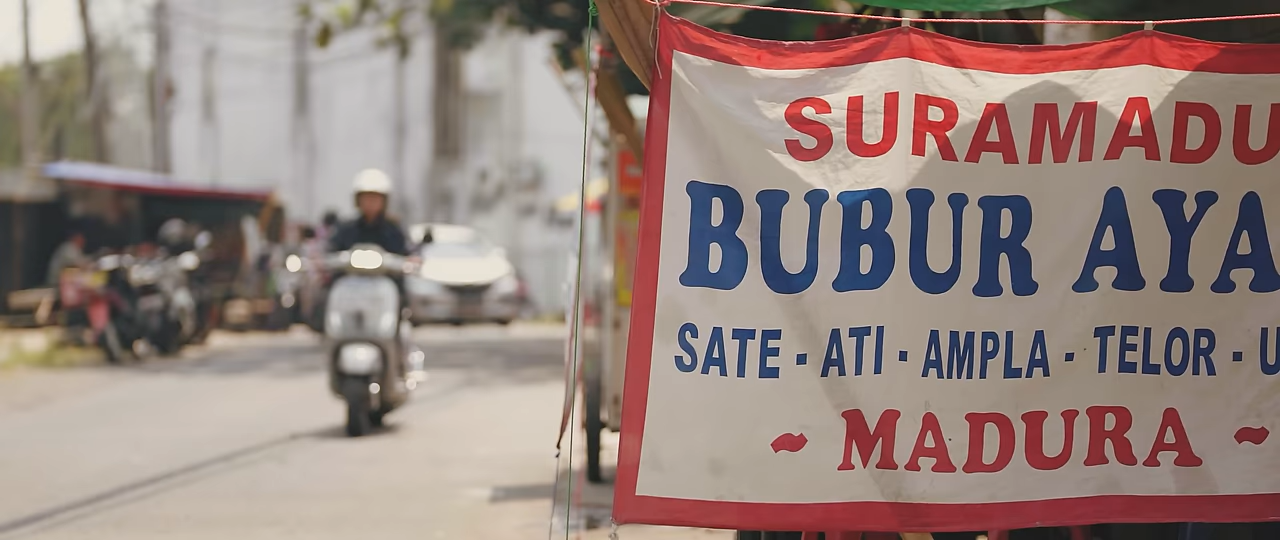 SURAMADU
BUBUR AYA
SATE - ATI - AMPLA - TELOR - U
~ MADURA ~